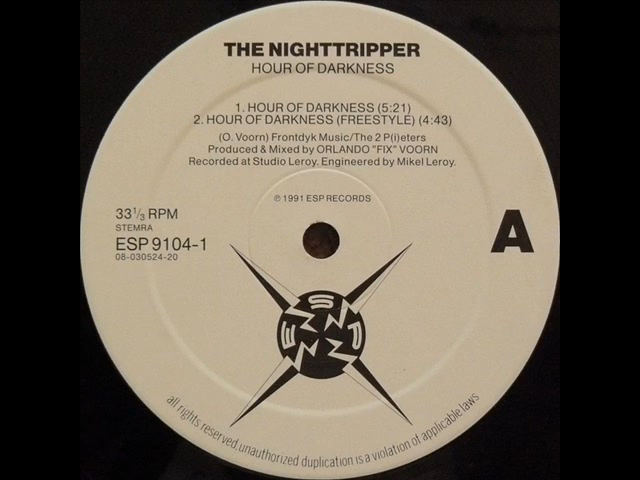 THE NIGHTTRIPPER
HOUR OF DARKNESS
1. HOUR OF DARKNESS (5:21)
2. HOUR OF DARKNESS (FREESTYLE) (4:43)
(O. Voorn) Frontdyk Music/The 2 P(i)eters
Produced & Mixed by ORLANDO "FIX" VOORN
Recorded at Studio Leroy. Engineered by Mikel Leroy.
℗ 1991 ESP RECORDS
33⅓ RPM
STEMRA
ESP 9104-1
08-030524-20
A
ESP
all rights reserved. unauthorized duplication is a violation of applicable laws